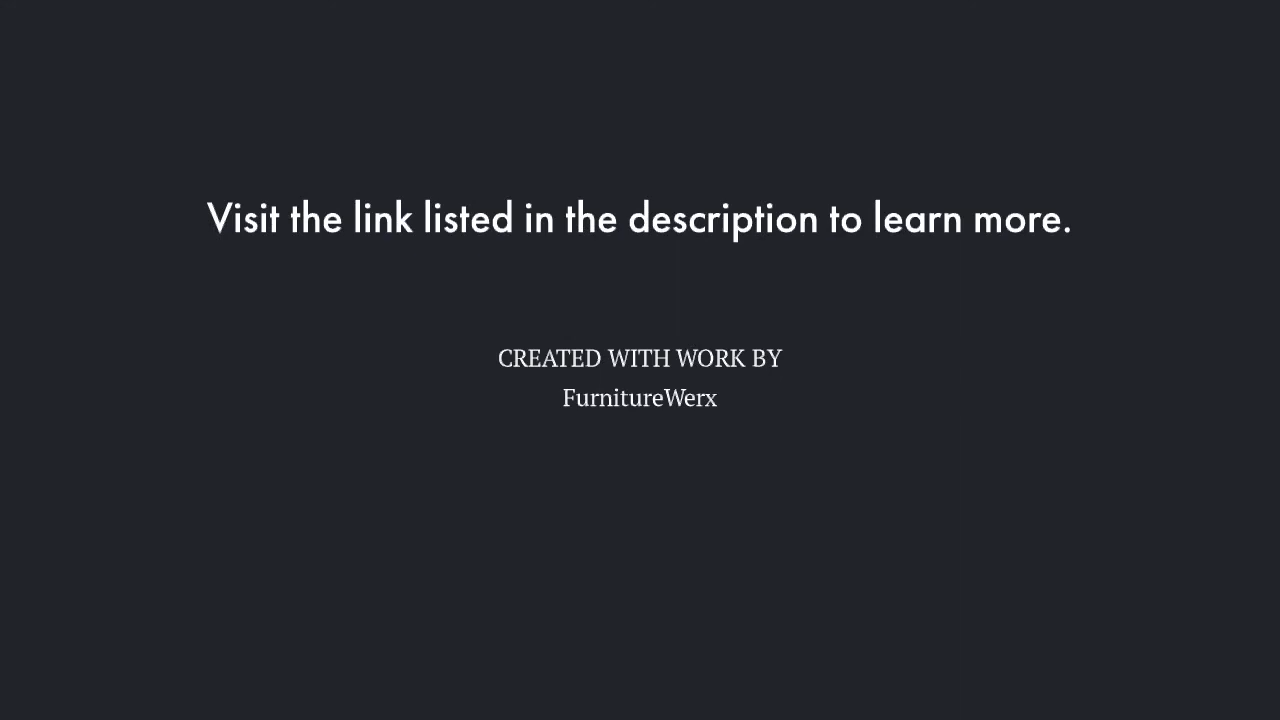 Visit the link listed in the description to learn more.
CREATED WITH WORK BY
FurnitureWerx